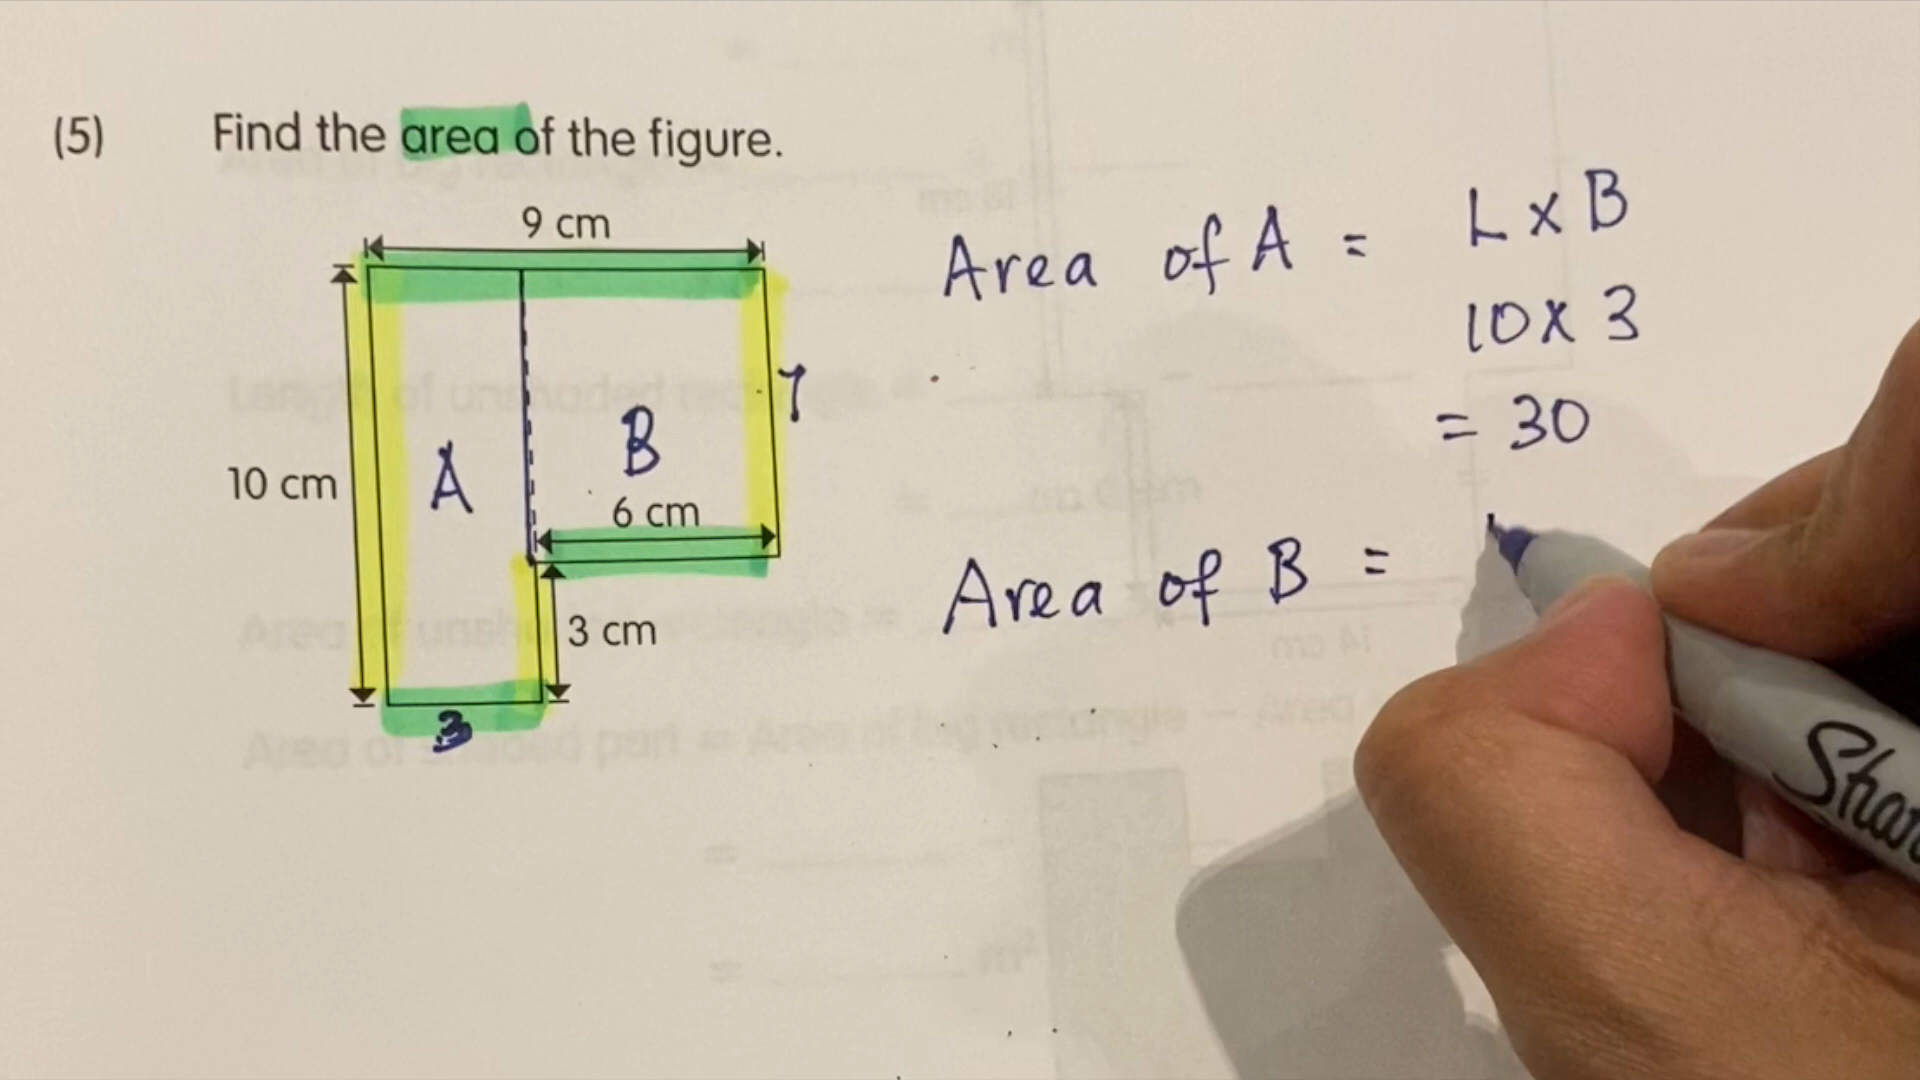 (5) Find the area of the figure.
9 cm
10 cm
A
B
7
6 cm
3 cm
3
Area of A = L x B
10 x 3
= 30
Area of B =